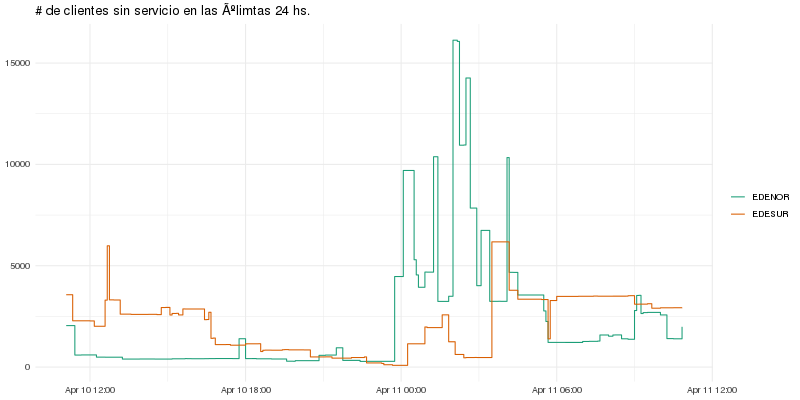 # de clientes sin servicio en las Ãºlimtas 24 hs.
15000
10000
5000
0
Apr 10 12:00
Apr 10 18:00
Apr 11 00:00
Apr 11 06:00
Apr 11 12:00
EDENOR
EDESUR